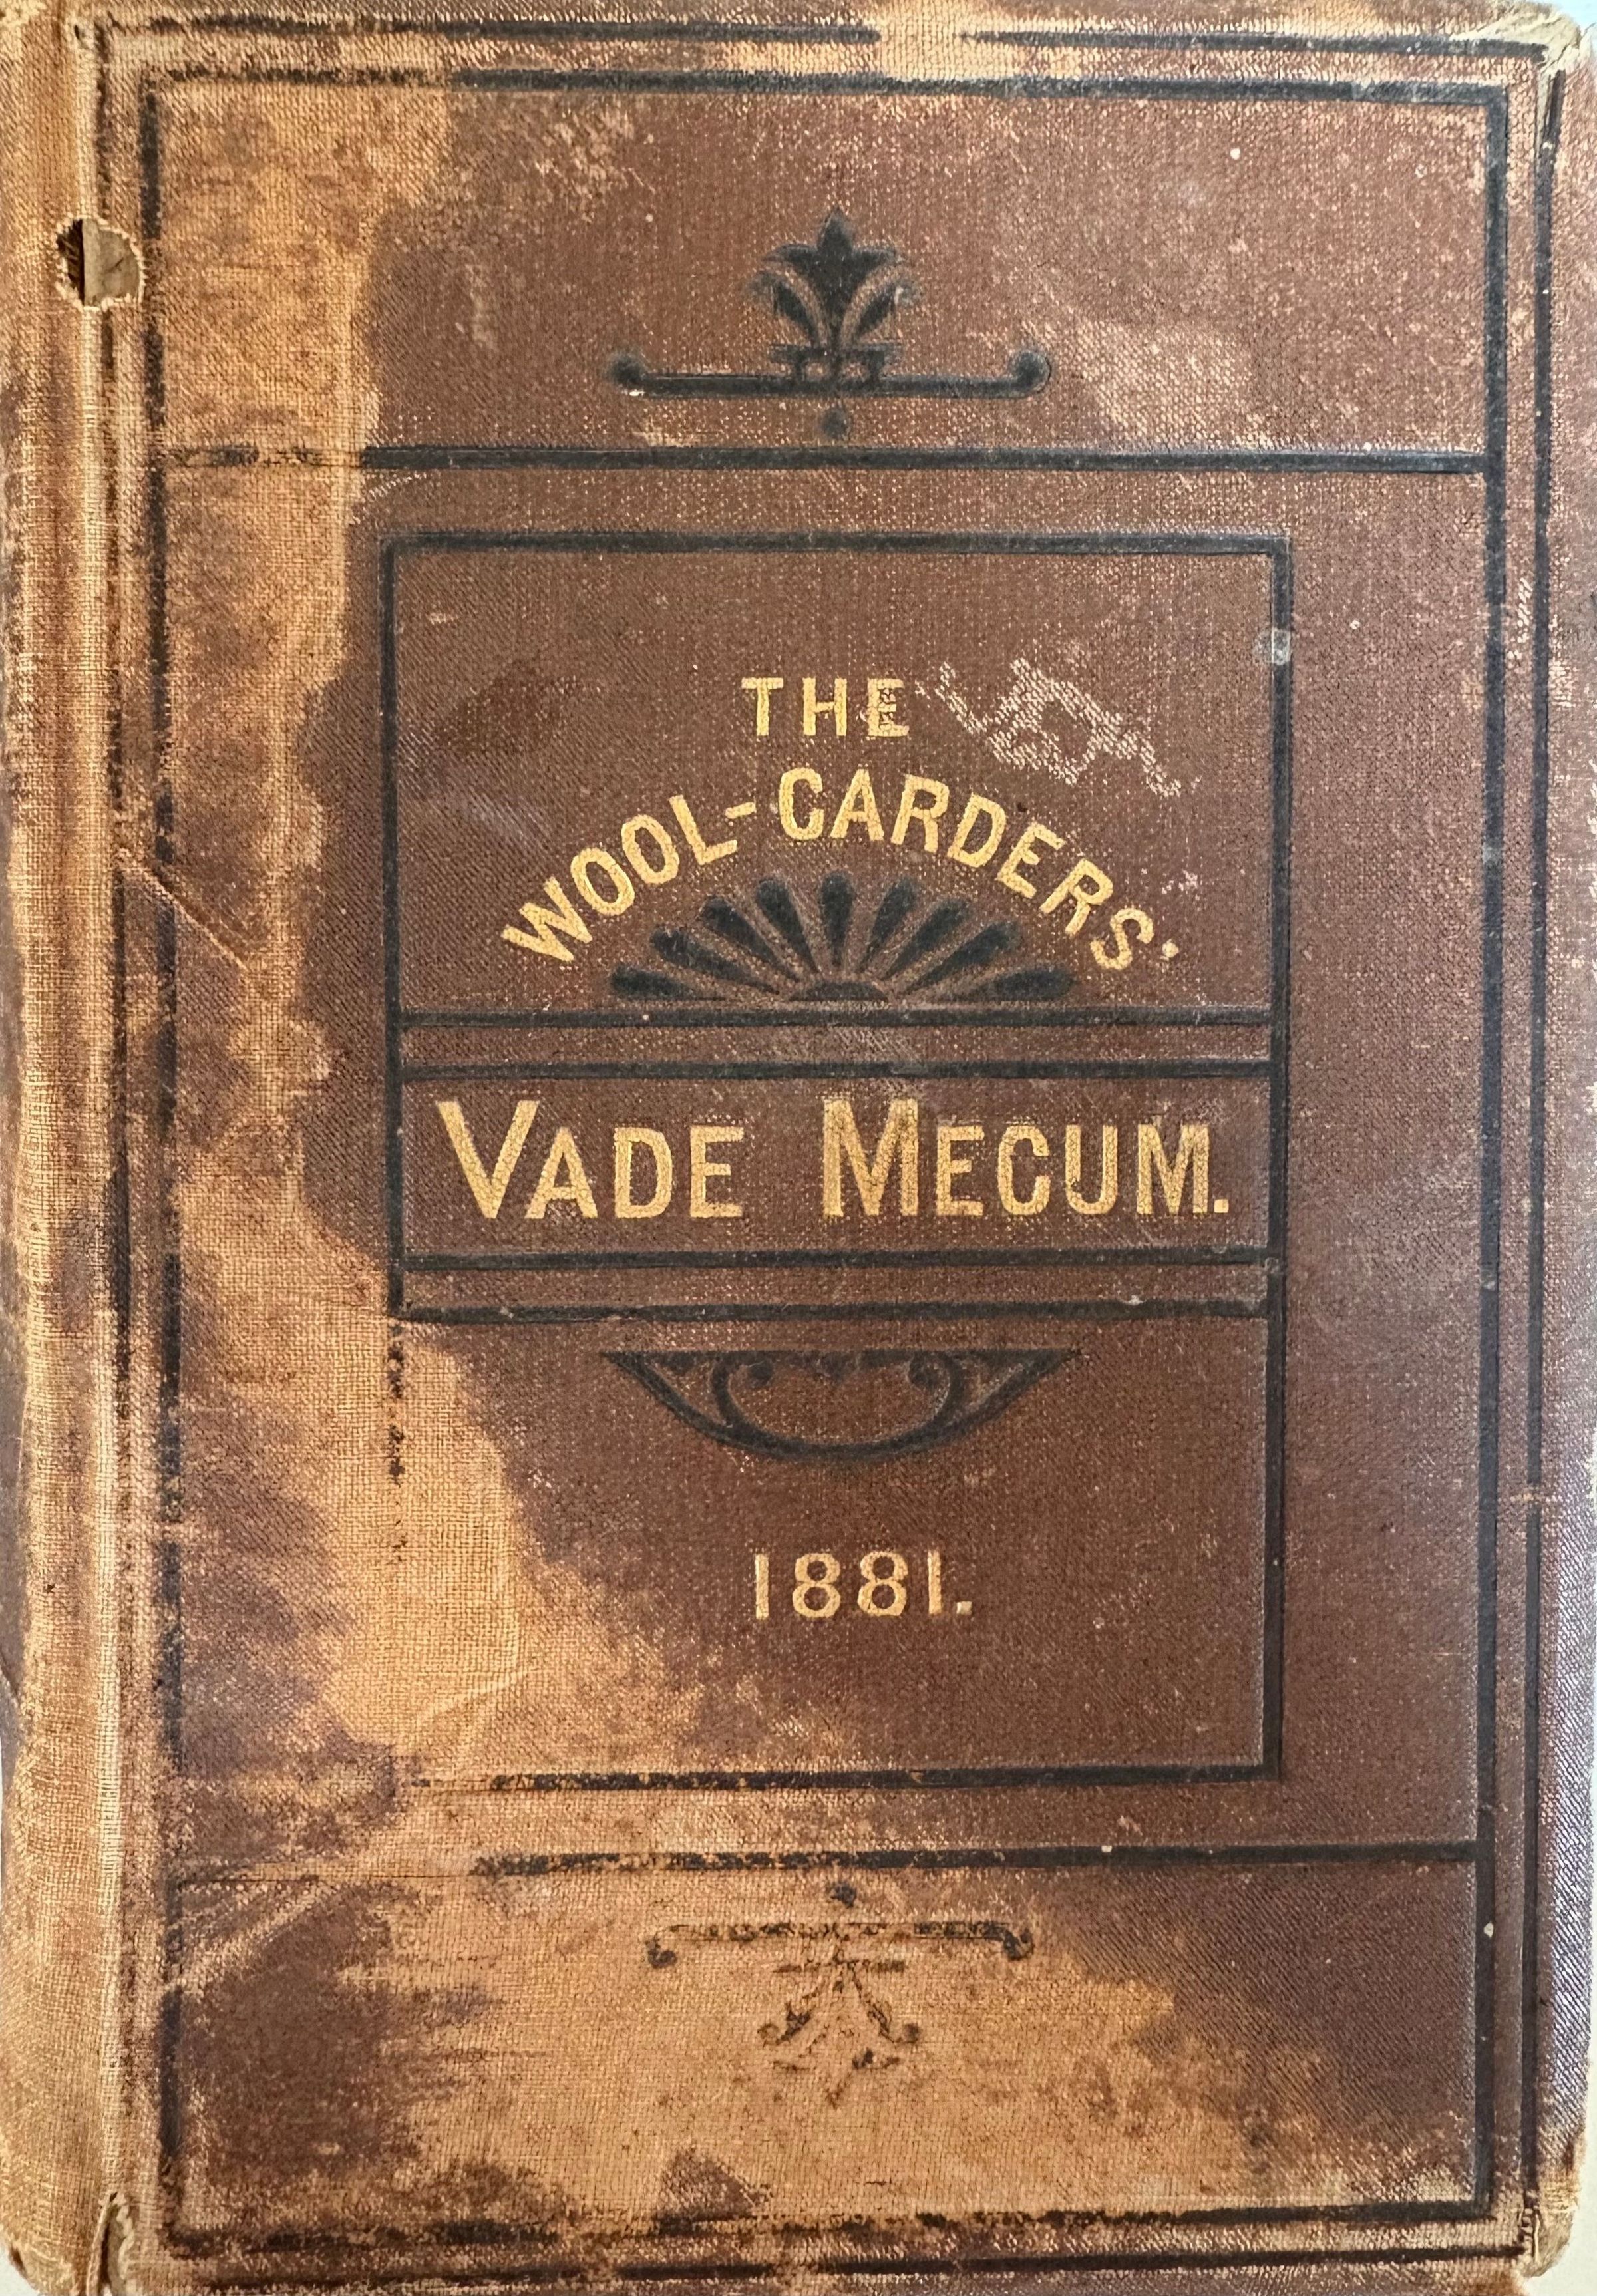 THE
WOOL-CARDERS'
VADE MECUM.
1881.